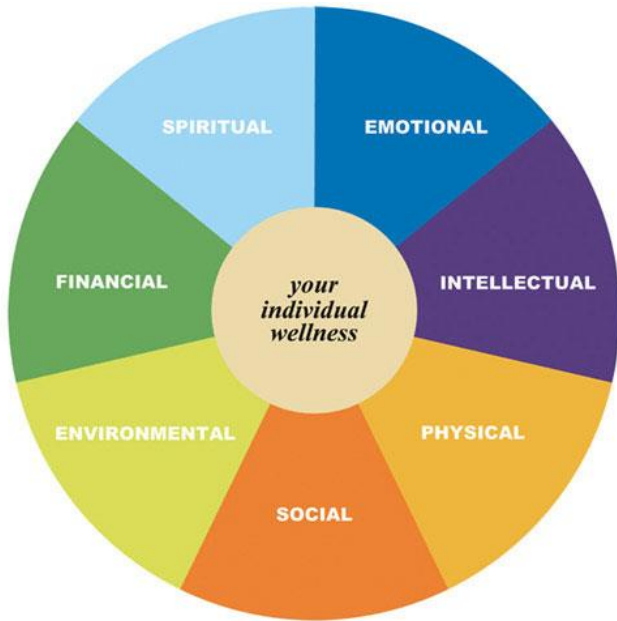 SPIRITUAL
EMOTIONAL
FINANCIAL
your
individual
wellness
INTELLECTUAL
ENVIRONMENTAL
PHYSICAL
SOCIAL